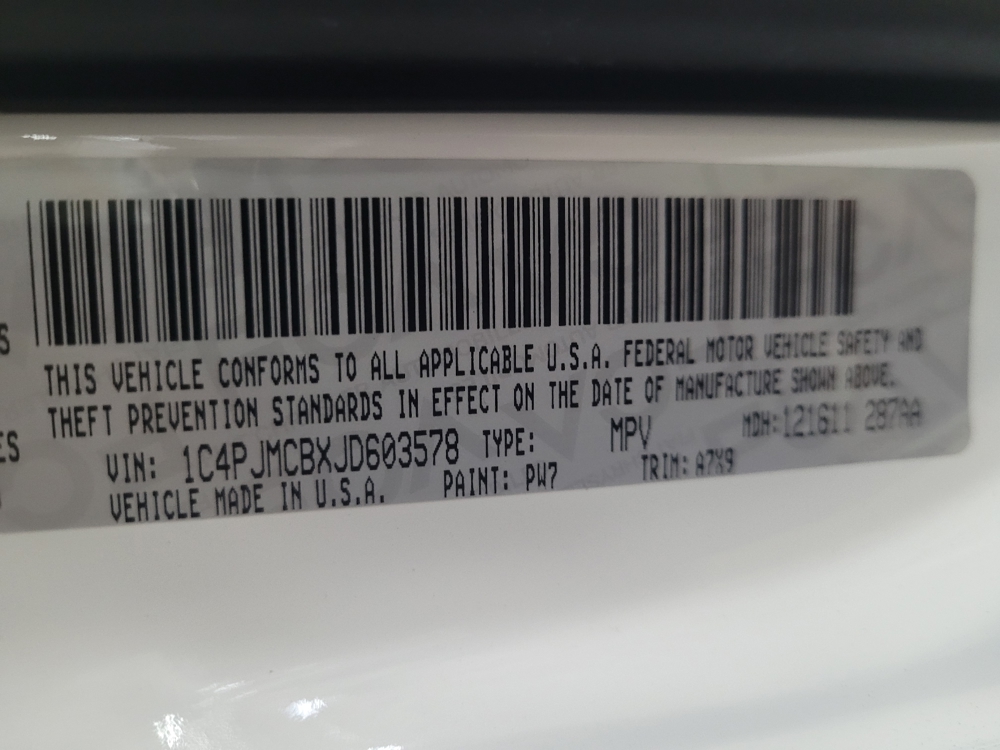 THIS VEHICLE CONFORMS TO ALL APPLICABLE U.S.A. FEDERAL MOTOR VEHICLE SAFETY AND
THEFT PREVENTION STANDARDS IN EFFECT ON THE DATE OF MANUFACTURE SHOWN ABOVE.
VIN: 1C4PJMCBXJD603578 TYPE: MPV MDH:121611 287AA
VEHICLE MADE IN U.S.A. PAINT: PW7 TRIM: A7X9